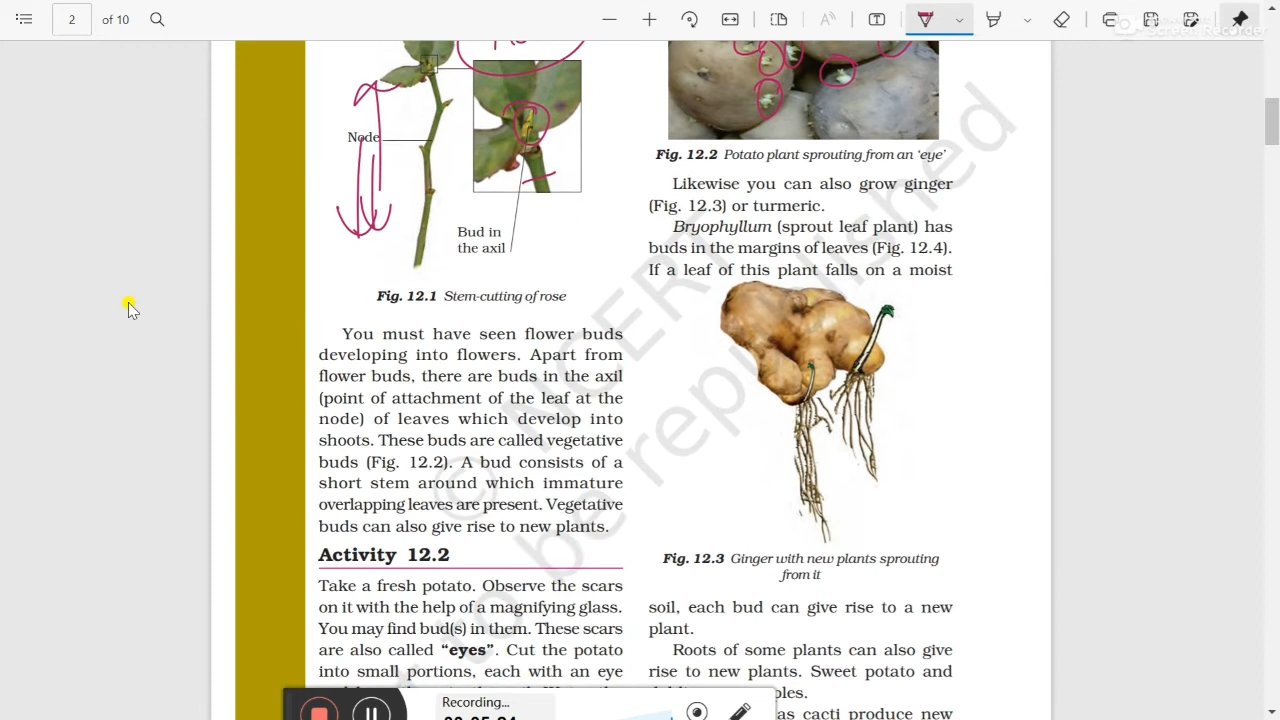 2
of 10
Screen Recorder
Node
Bud in
the axil
Fig. 12.1 Stem-cutting of rose
You must have seen flower buds
developing into flowers. Apart from
flower buds, there are buds in the axil
(point of attachment of the leaf at the
node) of leaves which develop into
shoots. These buds are called vegetative
buds (Fig. 12.2). A bud consists of a
short stem around which immature
overlapping leaves are present. Vegetative
buds can also give rise to new plants.
Activity 12.2
Take a fresh potato. Observe the scars
on it with the help of a magnifying glass.
You may find bud(s) in them. These scars
are also called “eyes”. Cut the potato
into small portions, each with an eye
Fig. 12.2 Potato plant sprouting from an ‘eye’
Likewise you can also grow ginger
(Fig. 12.3) or turmeric.
Bryophyllum (sprout leaf plant) has
buds in the margins of leaves (Fig. 12.4).
If a leaf of this plant falls on a moist
Fig. 12.3 Ginger with new plants sprouting
from it
soil, each bud can give rise to a new
plant.
Roots of some plants can also give
rise to new plants. Sweet potato and
as cacti produce new
© NCERT
to be republished
Recording...